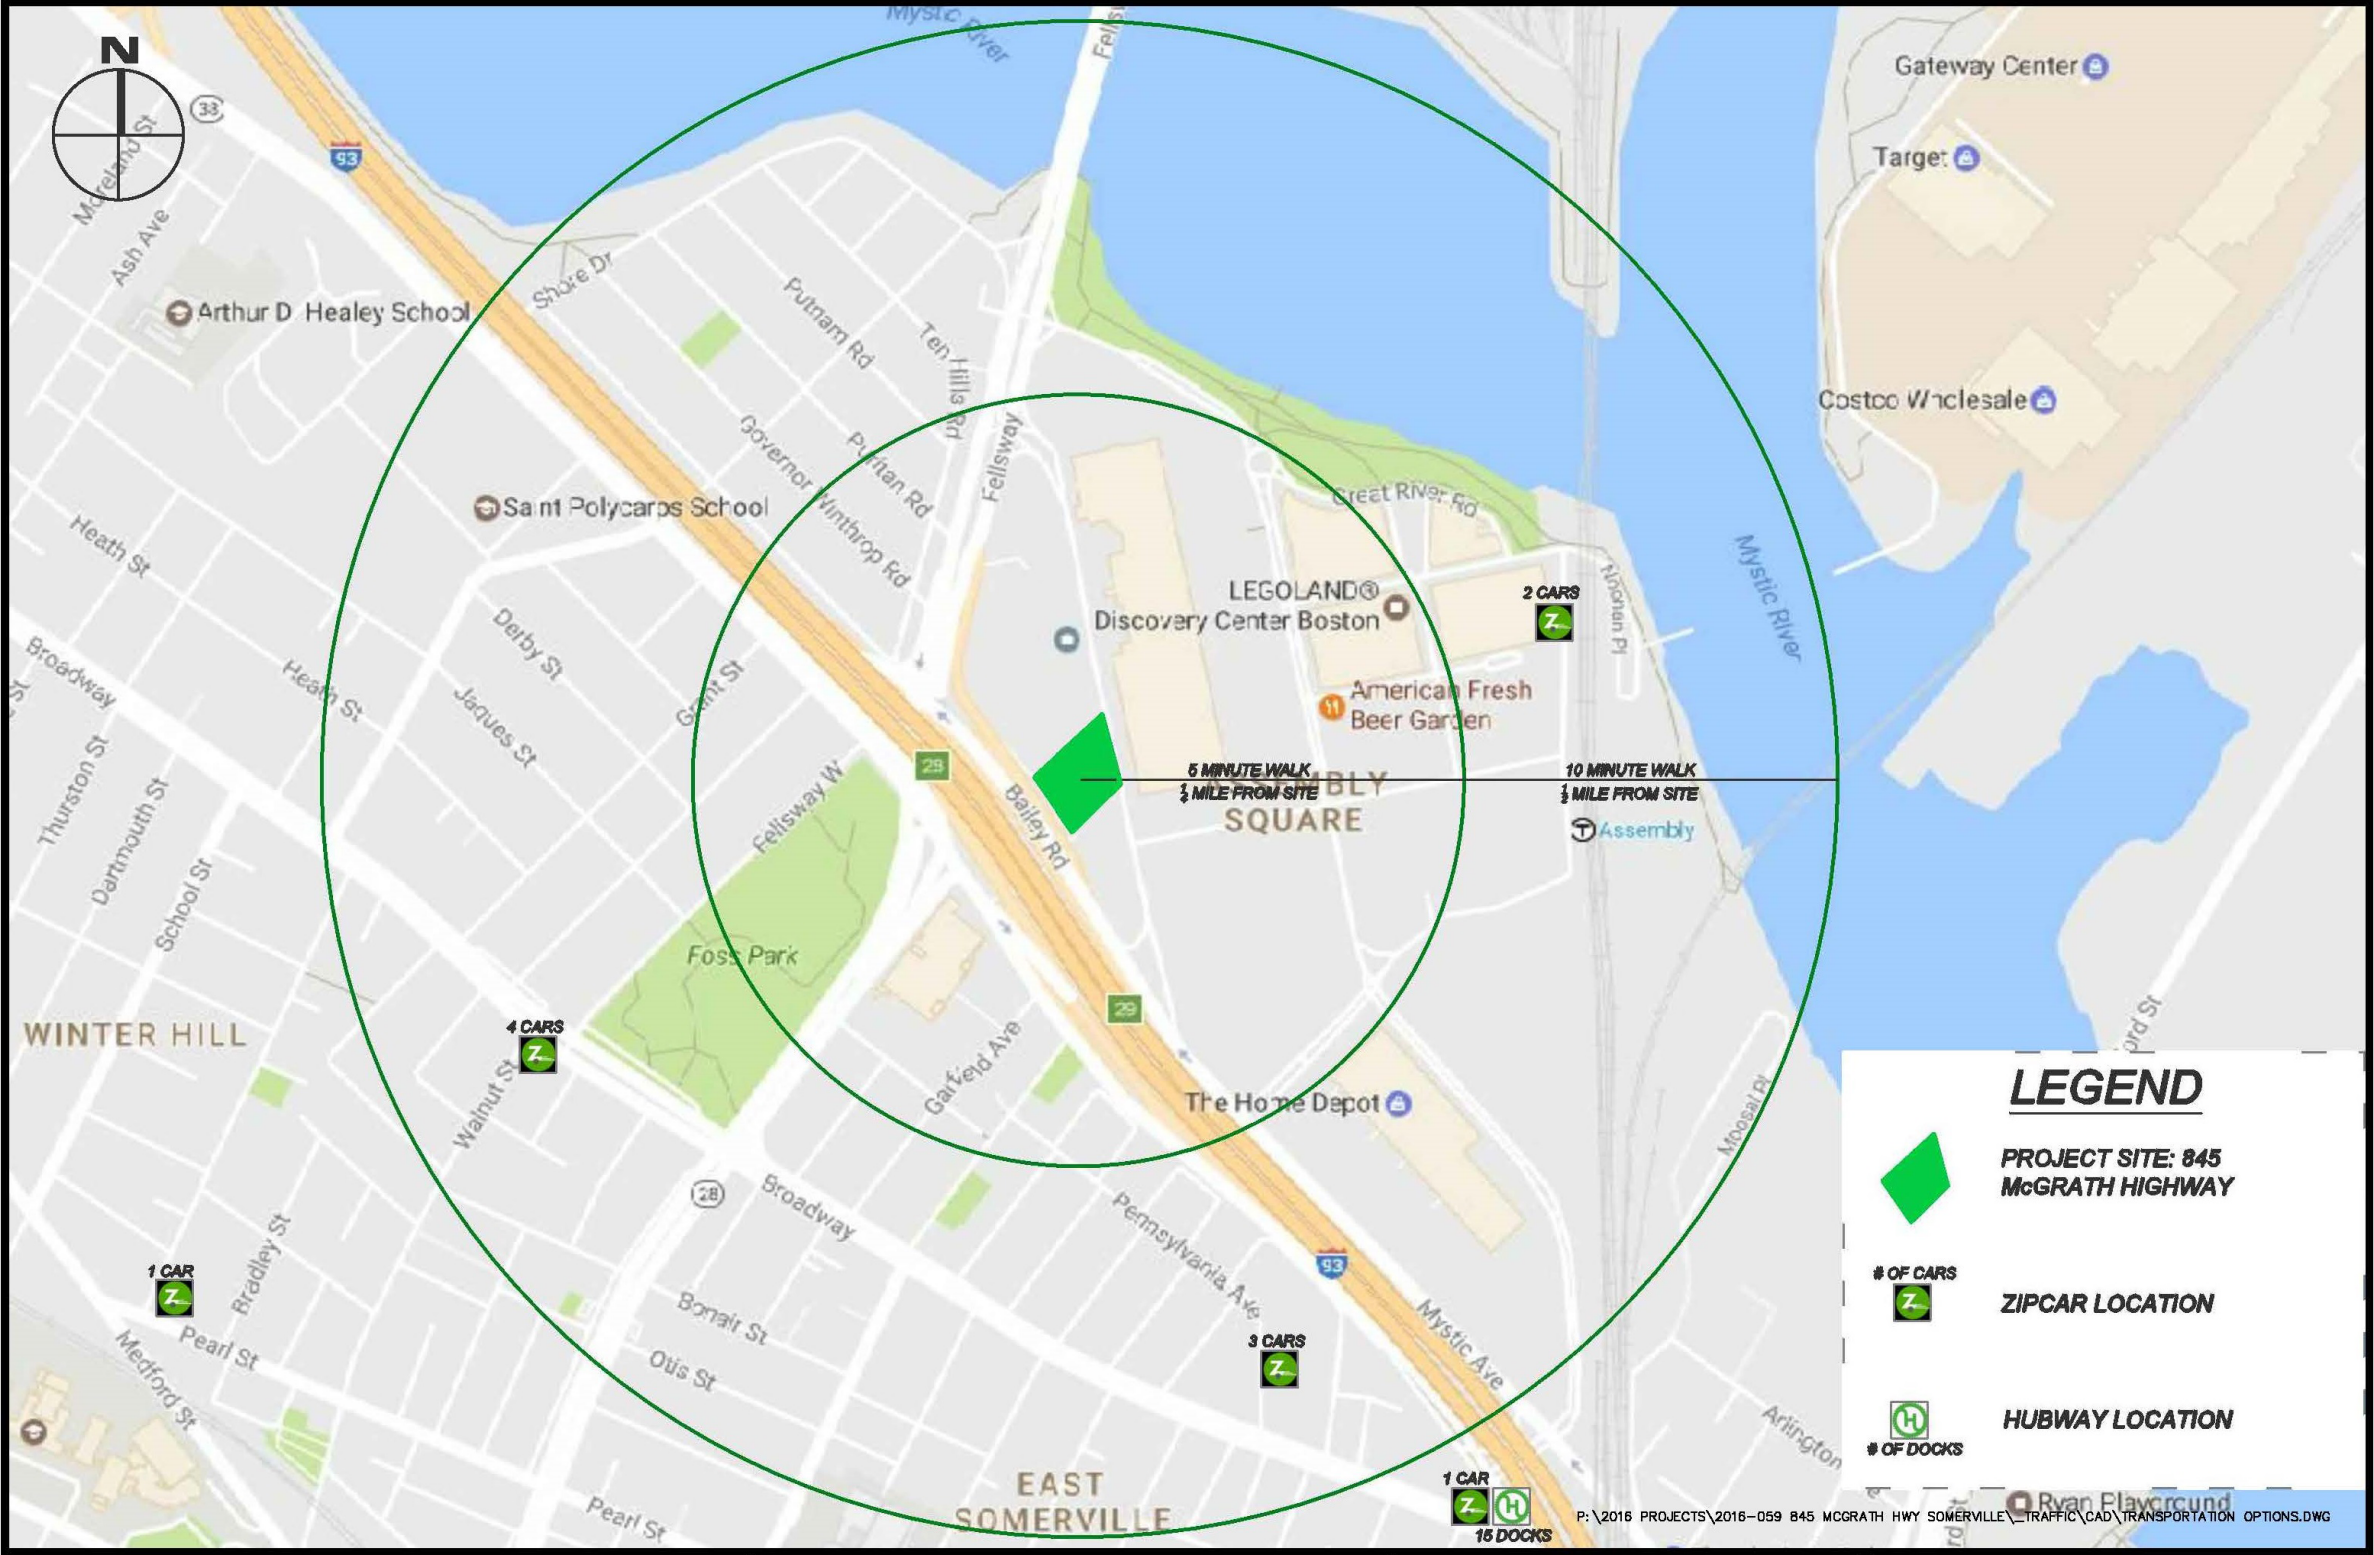 N
Mystic River
Fellsway
Gateway Center
Target
Costco Wholesale
33
93
Moreland St
Ash Ave
Arthur D Healey School
Shore Dr
Putnam Rd
Ten Hills Rd
Puritan Rd
Governor Winthrop Rd
Saint Polycarps School
Great River Rd
Heath St
Derby St
Jaques St
Heath St
Grant St
Broadway
Thurston St
Dartmouth St
School St
LEGOLAND®
Discovery Center Boston
2 CARS
Nnonan Pl
Mystic River
American Fresh
Beer Garden
28
Fellsway W
Bailey Rd
5 MINUTE WALK
MILE FROM SITE
ASSEMBLY
SQUARE
10 MINUTE WALK
½ MILE FROM SITE
Assembly
Foss Park
29
WINTER HILL
4 CARS
Walnut St
Garfield Ave
The Home Depot
Moosal Pl
ord St
28
Broadway
Pennsylvania Ave
93
Mystic Ave
1 CAR
Bradley St
Pearl St
Medford St
Bonair St
Otis St
3 CARS
EAST
SOMERVILLE
Pearl St
1 CAR
15 DOCKS
Arlington
LEGEND
PROJECT SITE: 845
McGRATH HIGHWAY
# OF CARS
ZIPCAR LOCATION
HUBWAY LOCATION
# OF DOCKS
Ryan Playground
P:\2016 PROJECTS\2016-059 845 MCGRATH HWY SOMERVILLE\_TRAFFIC\CAD\TRANSPORTATION OPTIONS.DWG